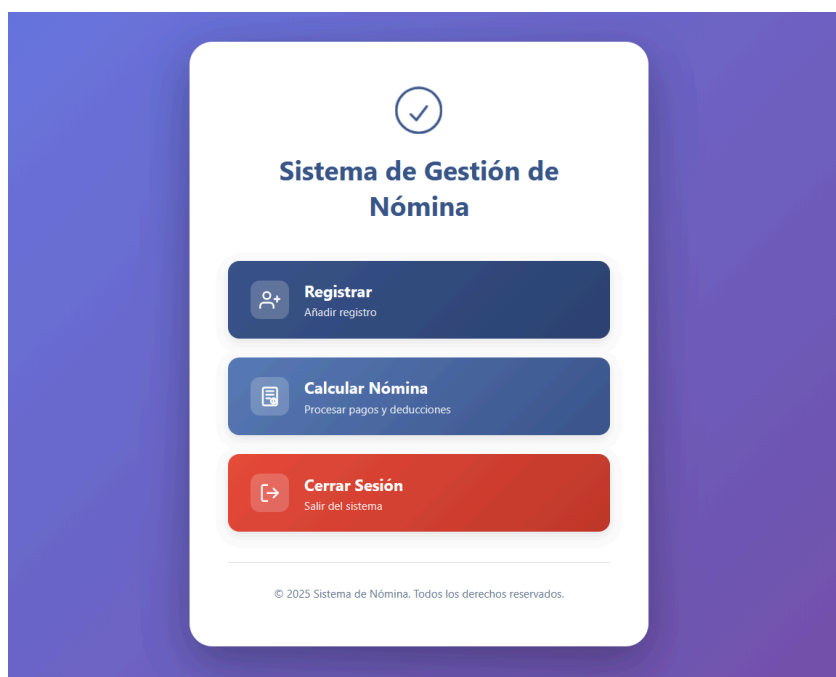 Sistema de Gestión de
Nómina
Registrar
Añadir registro
Calcular Nómina
Procesar pagos y deducciones
Cerrar Sesión
Salir del sistema
© 2025 Sistema de Nómina. Todos los derechos reservados.